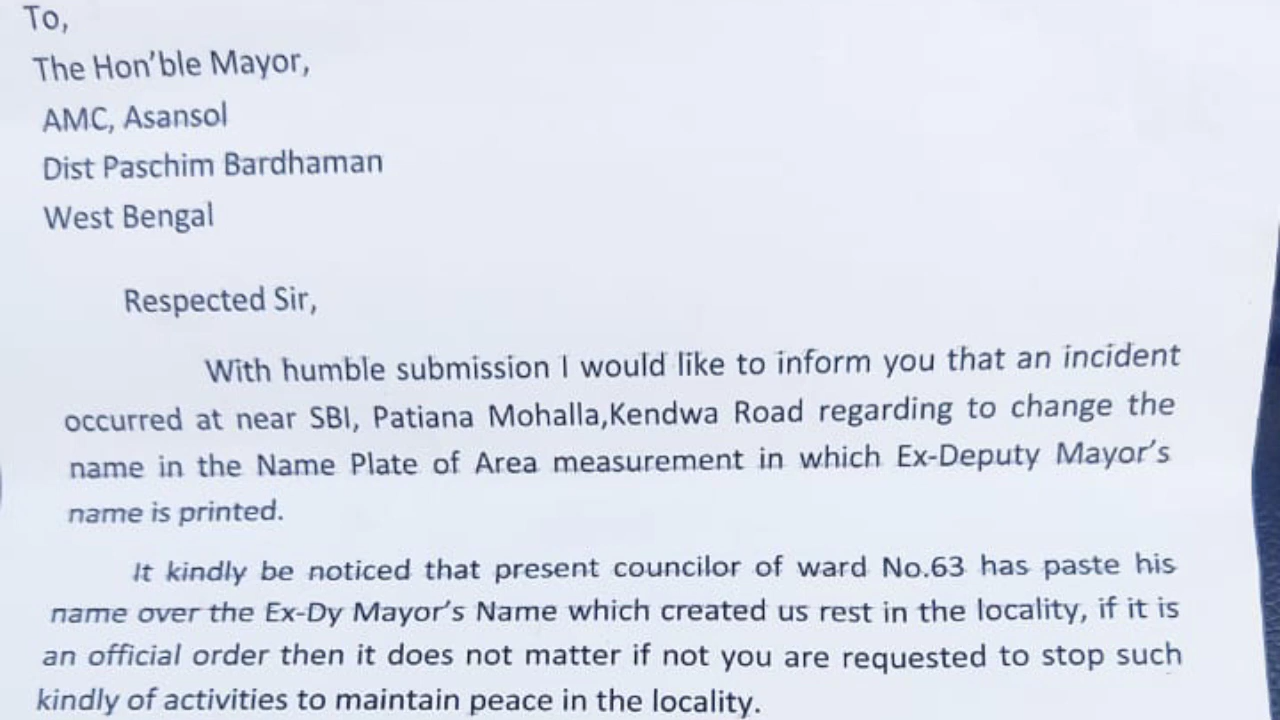 To,
The Hon'ble Mayor,
AMC, Asansol
Dist Paschim Bardhaman
West Bengal
Respected Sir,
With humble submission I would like to inform you that an incident
occurred at near SBI, Patiana Mohalla,Kendwa Road regarding to change the
name in the Name Plate of Area measurement in which Ex-Deputy Mayor's
name is printed.
It kindly be noticed that present councilor of ward No.63 has paste his
name over the Ex-Dy Mayor's Name which created us rest in the locality, if it is
an official order then it does not matter if not you are requested to stop such
kindly of activities to maintain peace in the locality.